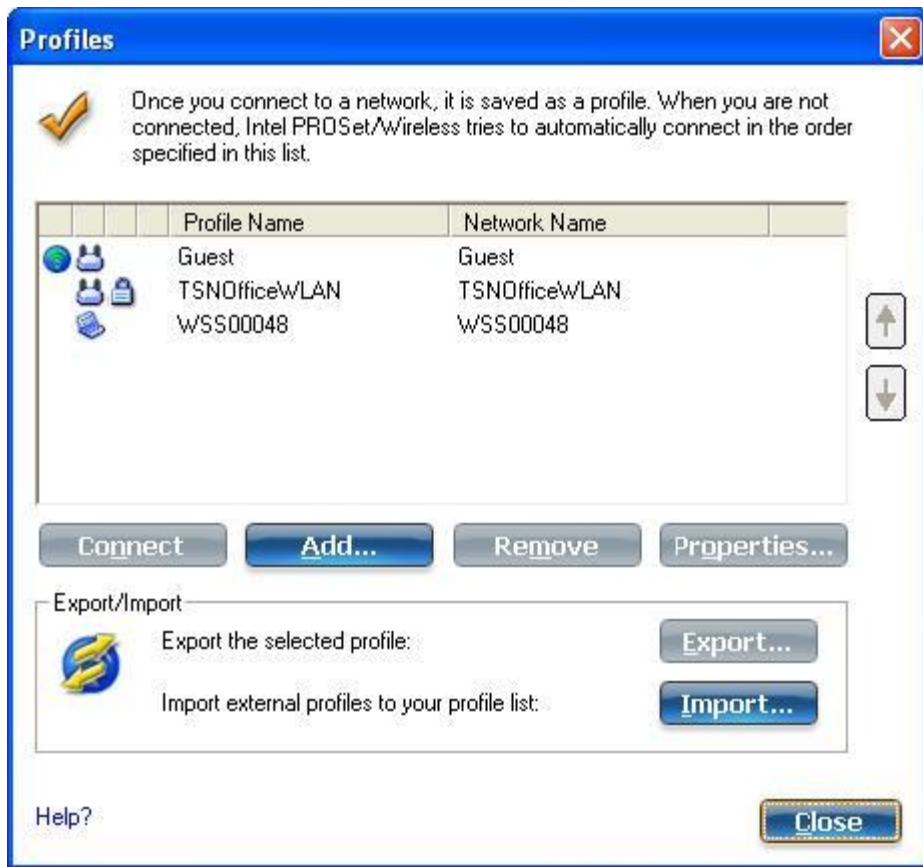 Profiles
Once you connect to a network, it is saved as a profile. When you are not
connected, Intel PROSet/Wireless tries to automatically connect in the order
specified in this list.
Profile Name Network Name
Guest Guest
TSNOfficeWLAN TSNOfficeWLAN
WSS00048 WSS00048
Connect Add... Remove Properties...
Export/Import
Export the selected profile: Export...
Import external profiles to your profile list: Import...
Help? Close